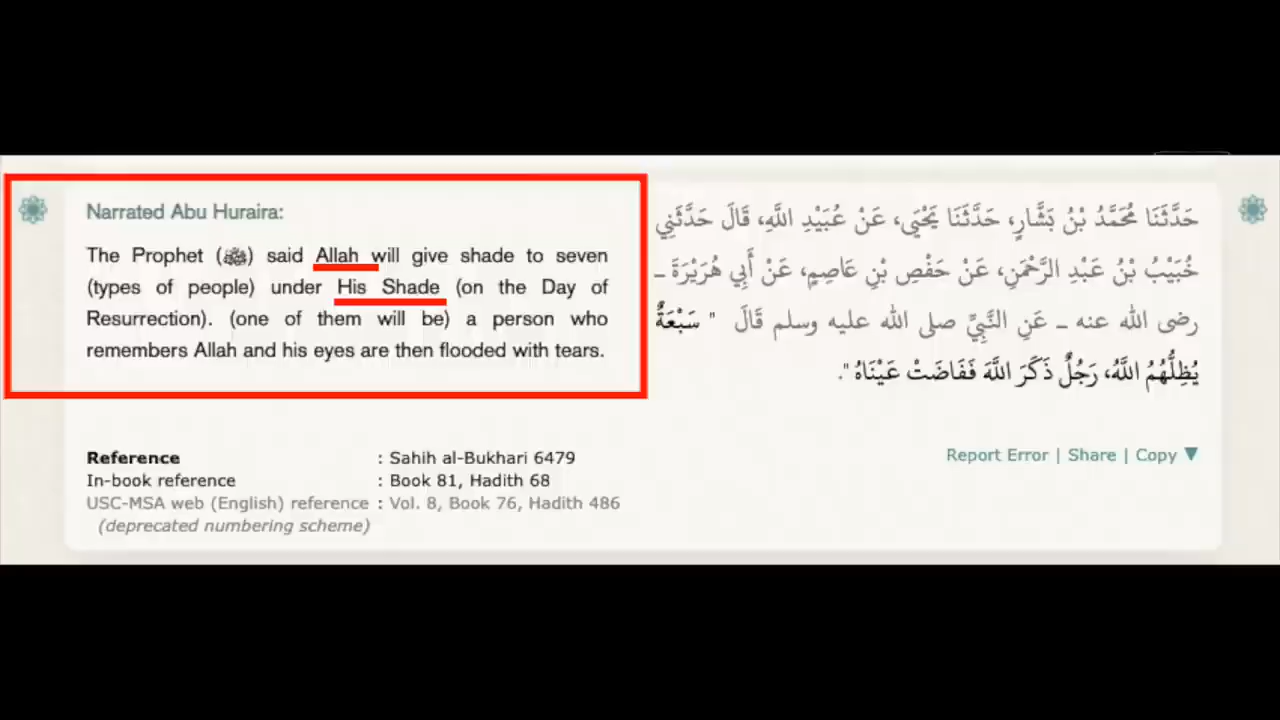 Narrated Abu Huraira:
The Prophet (ﷺ) said Allah will give shade to seven
(types of people) under His Shade (on the Day of
Resurrection). (one of them will be) a person who
remembers Allah and his eyes are then flooded with tears.
حَدَّثَنَا مُحَمَّدُ بْنُ بَشَّارٍ، حَدَّثَنَا يَحْيَى، عَنْ عُبَيْدِ اللَّهِ، قَالَ حَدَّثَنِي
خُبَيْبُ بْنُ عَبْدِ الرَّحْمَنِ، عَنْ حَفْصِ بْنِ عَاصِمٍ، عَنْ أَبِي هُرَيْرَةَ ـ
رضى الله عنه ـ عَنِ النَّبِيِّ صلى الله عليه وسلم قَالَ " سَبْعَةٌ
يُظِلُّهُمُ اللَّهُ، رَجُلٌ ذَكَرَ اللَّهَ فَفَاضَتْ عَيْنَاهُ ".
Reference : Sahih al-Bukhari 6479
In-book reference : Book 81, Hadith 68
USC-MSA web (English) reference : Vol. 8, Book 76, Hadith 486
(deprecated numbering scheme)
Report Error | Share | Copy ▼